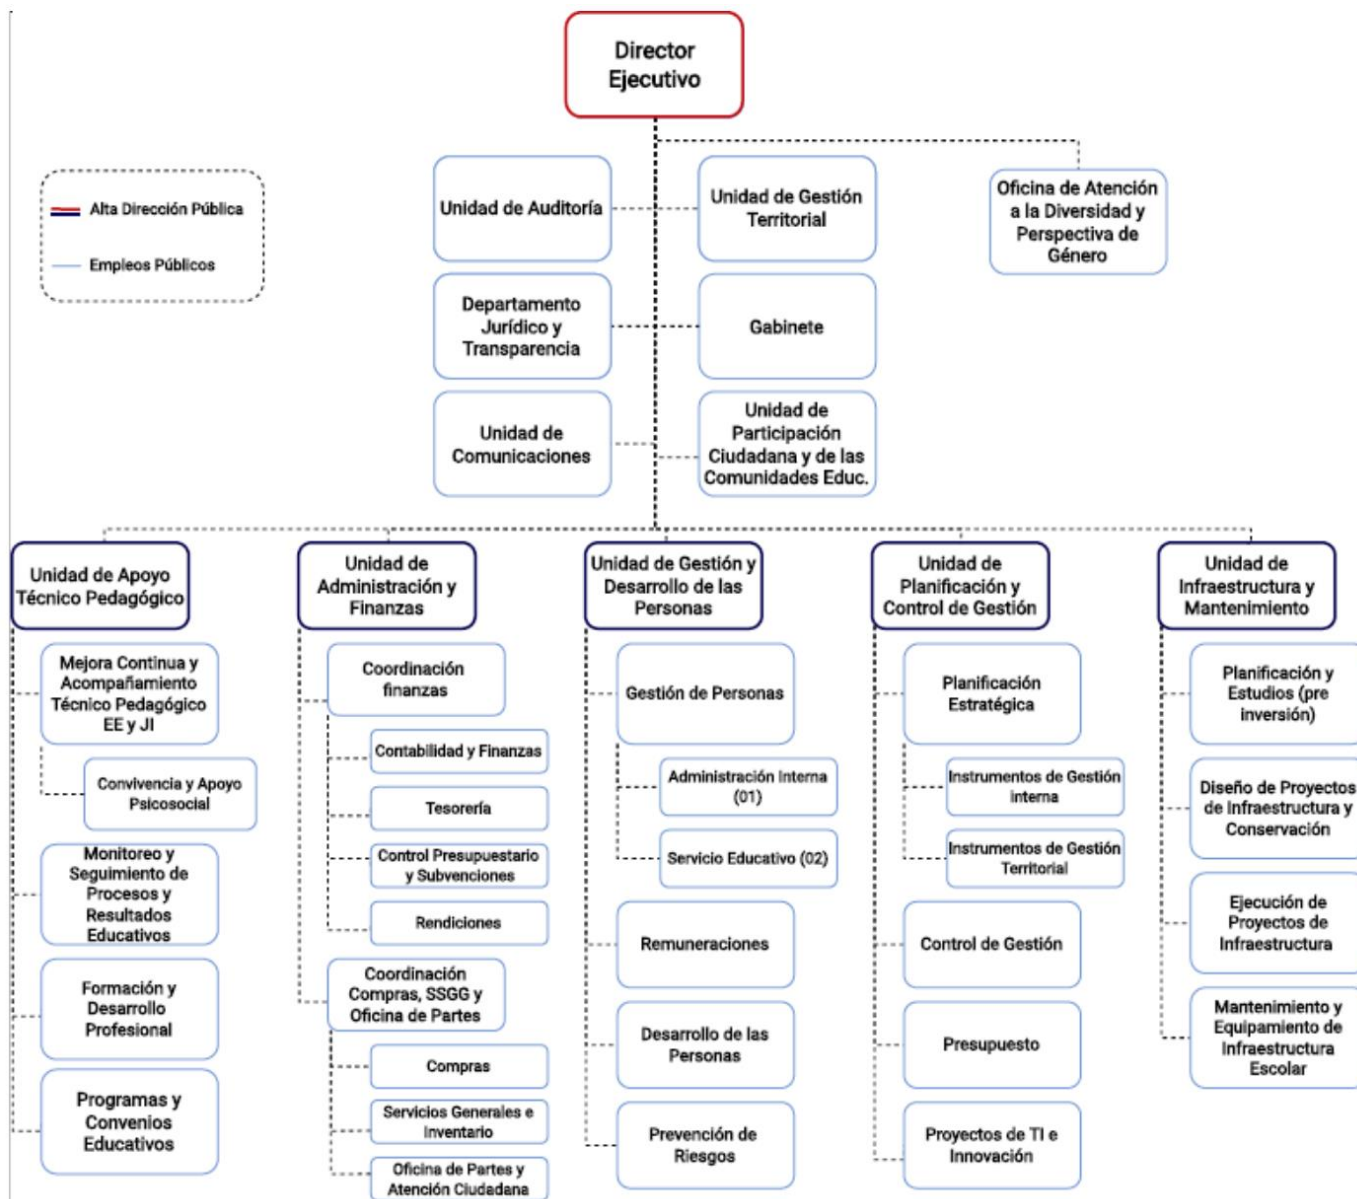 Director
Ejecutivo
Alta Dirección Pública
Empleos Públicos
Unidad de Auditoría
Unidad de Gestión
Territorial
Oficina de Atención
a la Diversidad y
Perspectiva de
Género
Departamento
Jurídico y
Transparencia
Gabinete
Unidad de
Comunicaciones
Unidad de
Participación
Ciudadana y de las
Comunidades Educ.
Unidad de Apoyo
Técnico Pedagógico
Mejora Continua y
Acompañamiento
Técnico Pedagógico
EE y JI
Convivencia y Apoyo
Psicosocial
Monitoreo y
Seguimiento de
Procesos y
Resultados
Educativos
Formación y
Desarrollo
Profesional
Programas y
Convenios
Educativos
Unidad de
Administración y
Finanzas
Coordinación
finanzas
Contabilidad y Finanzas
Tesorería
Control Presupuestario
y Subvenciones
Rendiciones
Coordinación
Compras, SSGG y
Oficina de Partes
Compras
Servicios Generales e
Inventario
Oficina de Partes y
Atención Ciudadana
Unidad de Gestión y
Desarrollo de las
Personas
Gestión de Personas
Administración Interna
(01)
Servicio Educativo (02)
Remuneraciones
Desarrollo de las
Personas
Prevención de
Riesgos
Unidad de
Planificación y
Control de Gestión
Planificación
Estratégica
Instrumentos de Gestión
interna
Instrumentos de Gestión
Territorial
Control de Gestión
Presupuesto
Proyectos de TI e
Innovación
Unidad de
Infraestructura y
Mantenimiento
Planificación y
Estudios (pre
inversión)
Diseño de Proyectos
de Infraestructura y
Conservación
Ejecución de
Proyectos de
Infraestructura
Mantenimiento y
Equipamiento de
Infraestructura
Escolar